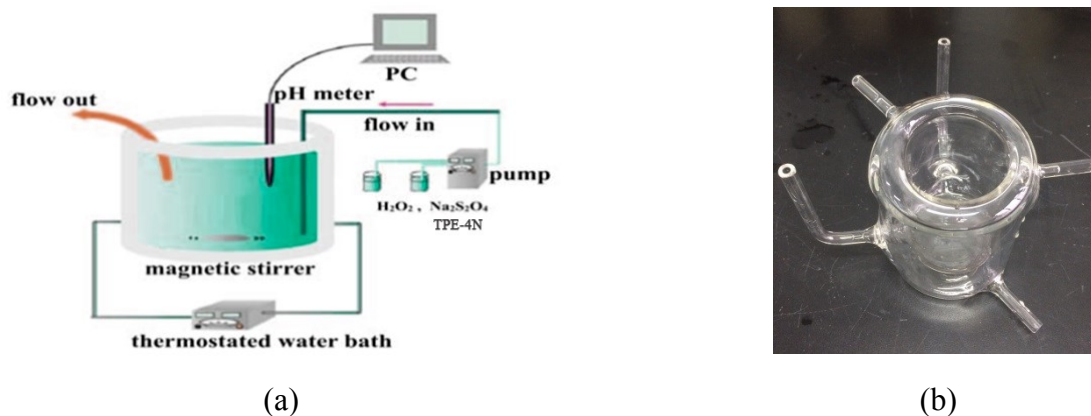 PC
pH meter
flow out
flow in
pump
H₂O₂ , Na₂S₂O₄
TPE-4N
magnetic stirrer
thermostated water bath
(a)
(b)